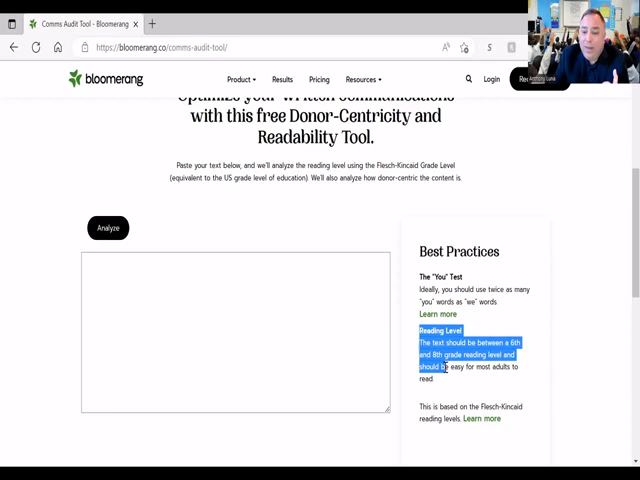 Comms Audit Tool - Bloomerang
https://bloomerang.co/comms-audit-tool/
bloomerang
Product
Results
Pricing
Resources
Login
Anthony Luna
Optimize your written communications
with this free Donor-Centricity and
Readability Tool.
Paste your text below, and we'll analyze the reading level using the Flesch-Kincaid Grade Level
(equivalent to the US grade level of education). We'll also analyze how donor-centric the content is.
Analyze
Best Practices
The "You" Test
Ideally, you should use twice as many
"you" words as "we" words
Learn more
Reading Level
The text should be between a 6th
and 8th grade reading level and
should be easy for most adults to
read.
This is based on the Flesch-Kincaid
reading levels. Learn more